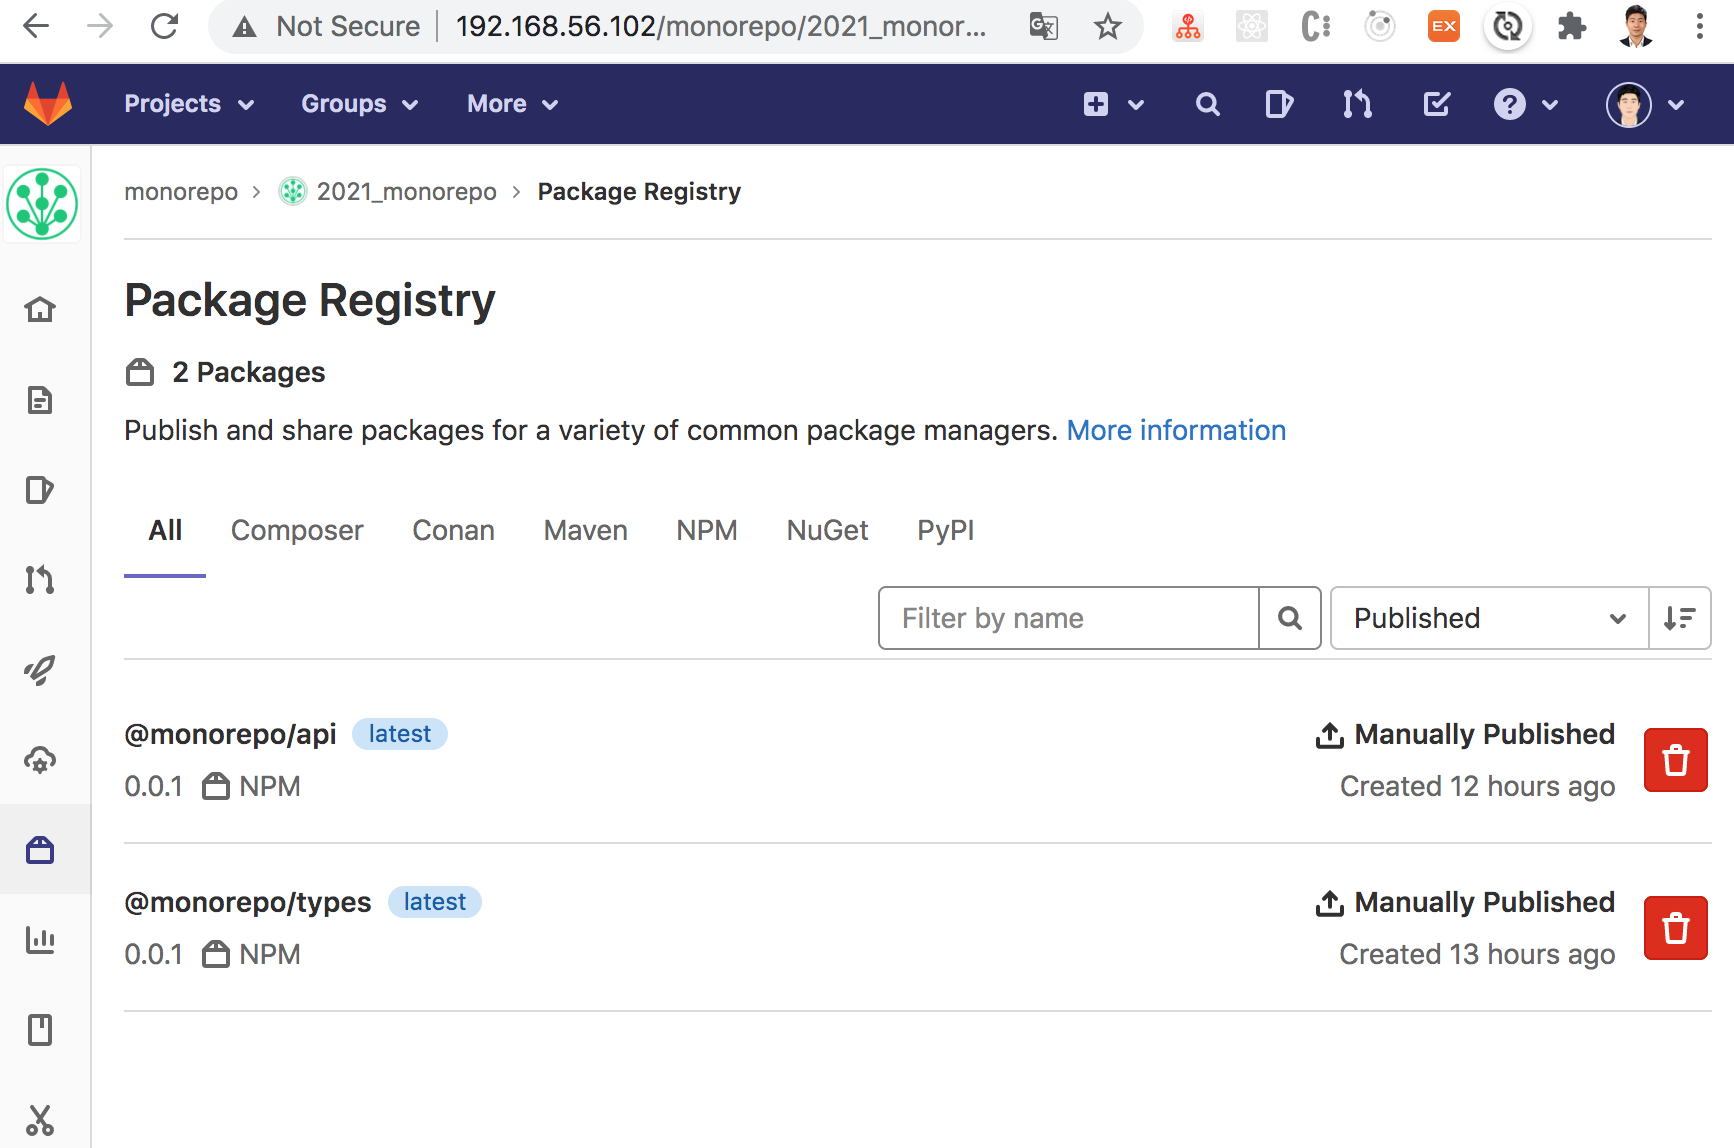 Not Secure 192.168.56.102/monorepo/2021_monor... EX
Projects Groups More
monorepo > 2021_monorepo > Package Registry
Package Registry
2 Packages
Publish and share packages for a variety of common package managers. More information
All Composer Conan Maven NPM NuGet PyPI
Filter by name Published
@monorepo/api latest Manually Published
0.0.1 NPM Created 12 hours ago
@monorepo/types latest Manually Published
0.0.1 NPM Created 13 hours ago